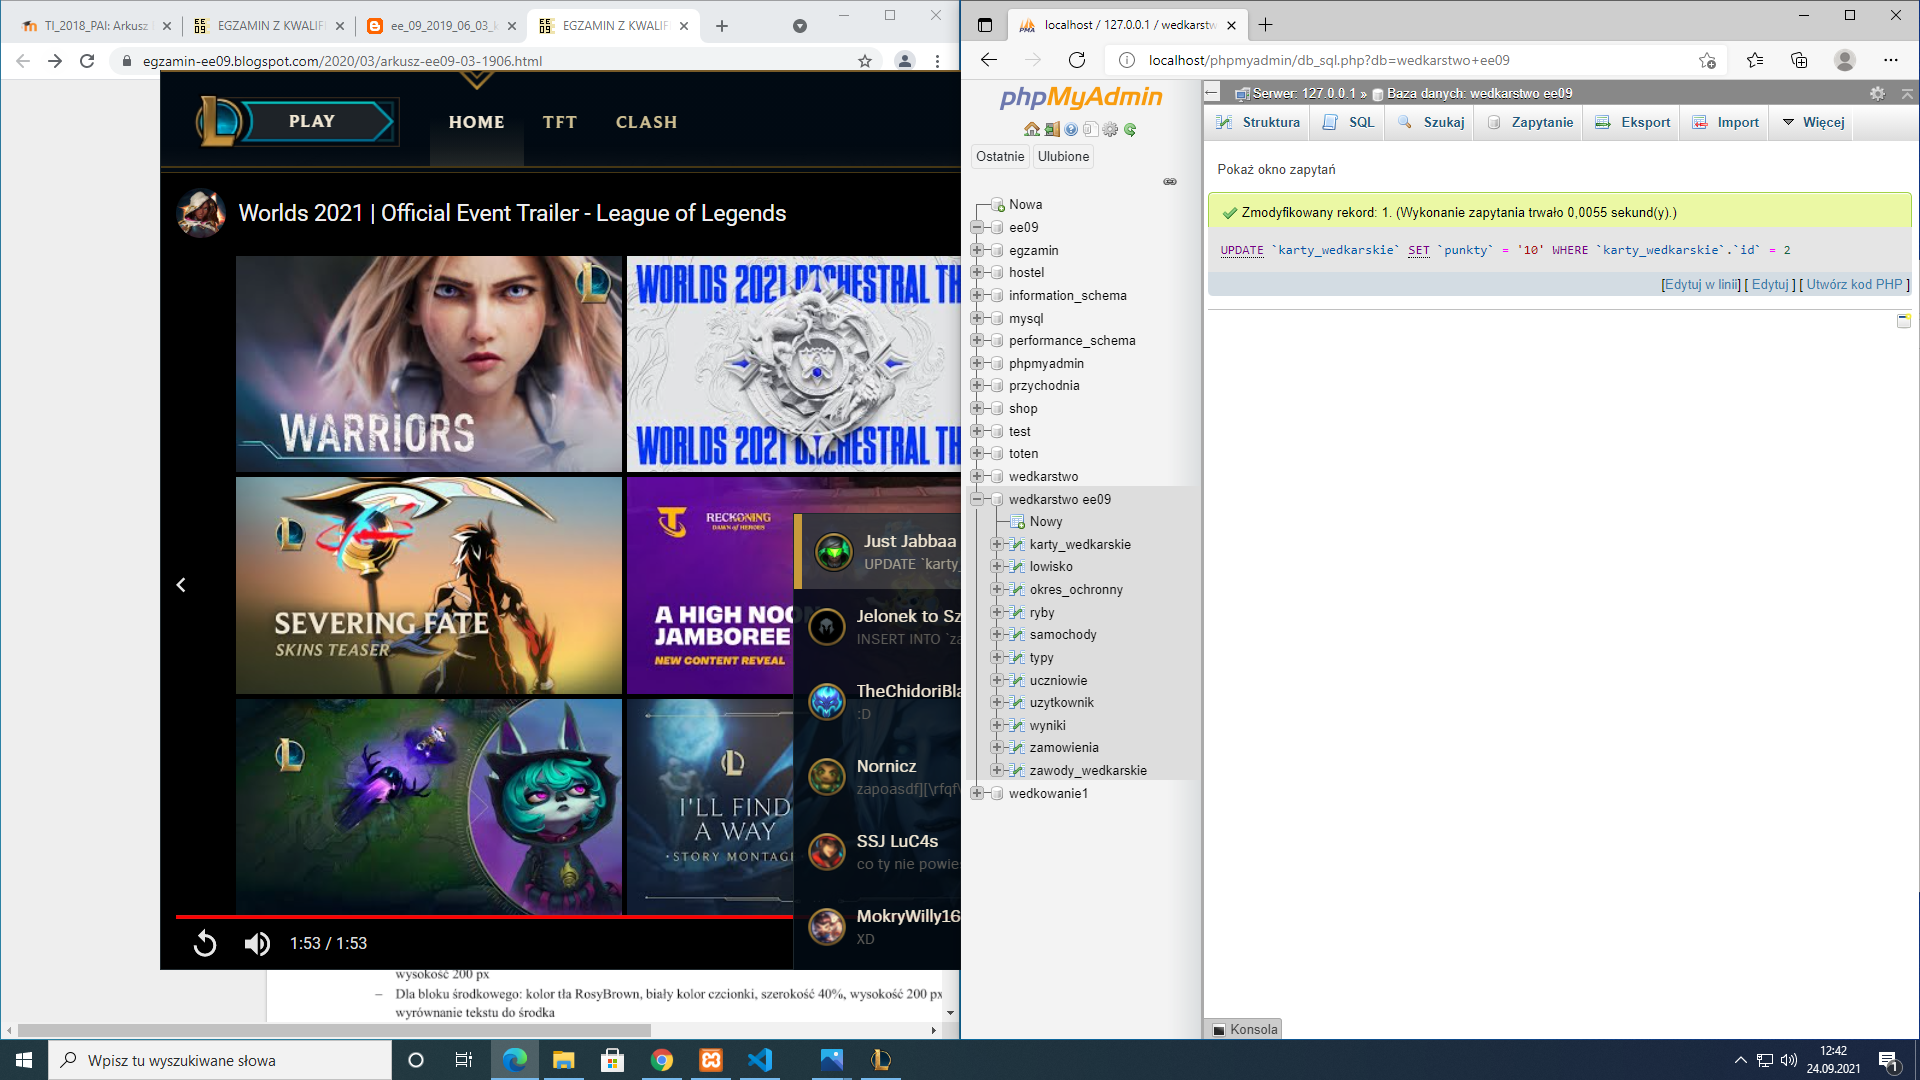 TI_2018_PAI: Arkusz
EGZAMIN Z KWALIFI
ee_09_2019_06_03_k
EGZAMIN Z KWALIFI
egzamin-ee09.blogspot.com/2020/03/arkusz-ee09-03-1906.html
PLAY
HOME
TFT
CLASH
Worlds 2021 | Official Event Trailer - League of Legends
WARRIORS
WORLDS 2021 ORCHESTRAL TH
WORLDS 2021 ORCHESTRAL TH
SEVERING FATE
SKINS TEASER
RECKONING
DAWN OF HEROES
A HIGH NOO
JAMBOREE
NEW CONTENT REVEAL
I'LL FIND
A WAY
•STORY MONTAG
Just Jabbaa
UPDATE `karty_
Jelonek to Sz
INSERT INTO `za
TheChidoriBla
:D
Nornicz
zapoasdf][\rfqf\
SSJ LuC4s
co ty nie powies
MokryWilly16
XD
1:53 / 1:53
wysokość 200 px
– Dla bloku środkowego: kolor tła RosyBrown, biały kolor czcionki, szerokość 40%, wysokość 200 px
wyrównanie tekstu do środka
localhost / 127.0.0.1 / wedkarstw
localhost/phpmyadmin/db_sql.php?db=wedkarstwo+ee09
phpMyAdmin
Ostatnie
Ulubione
Nowa
ee09
egzamin
hostel
information_schema
mysql
performance_schema
phpmyadmin
przychodnia
shop
test
toten
wedkarstwo
wedkarstwo ee09
Nowy
karty_wedkarskie
lowisko
okres_ochronny
ryby
samochody
typy
uczniowie
uzytkownik
wyniki
zamowienia
zawody_wedkarskie
wedkowanie1
Serwer: 127.0.0.1 » Baza danych: wedkarstwo ee09
Struktura
SQL
Szukaj
Zapytanie
Eksport
Import
Więcej
Pokaż okno zapytań
Zmodyfikowany rekord: 1. (Wykonanie zapytania trwało 0,0055 sekund(y).)
UPDATE `karty_wedkarskie` SET `punkty` = '10' WHERE `karty_wedkarskie`.`id` = 2
[Edytuj w linii] [ Edytuj ] [ Utwórz kod PHP ]
Konsola
Wpisz tu wyszukiwane słowa
12:42
24.09.2021
1